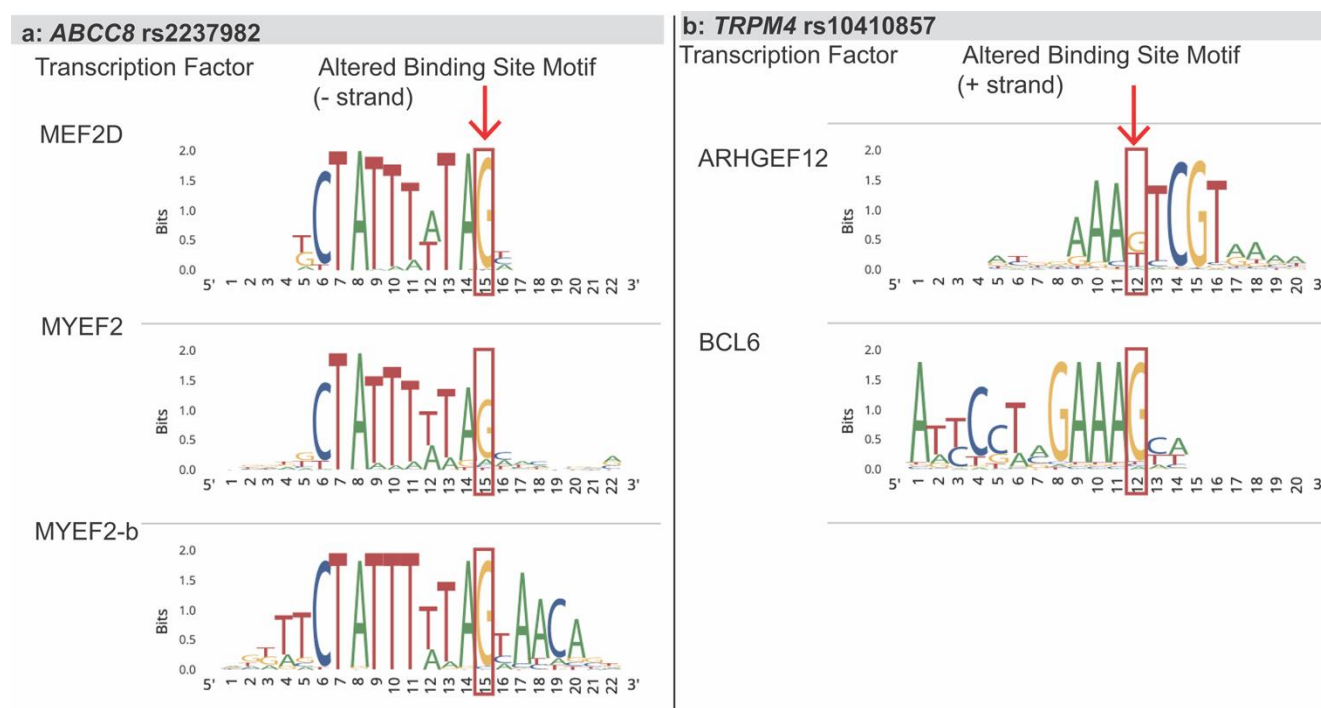 a: ABCC8 rs2237982
Transcription Factor Altered Binding Site Motif
(- strand)
MEF2D
2.0
1.5
1.0
0.5
0.0
Bits
5' 1 2 3 4 5 6 7 8 9 10 11 12 13 14 15 16 17 18 19 20 21 22 3'
MYEF2
2.0
1.5
1.0
0.5
0.0
Bits
5' 1 2 3 4 5 6 7 8 9 10 11 12 13 14 15 16 17 18 19 20 21 22 3'
MYEF2-b
2.0
1.5
1.0
0.5
0.0
Bits
5' 1 2 3 4 5 6 7 8 9 10 11 12 13 14 15 16 17 18 19 20 21 22 3'
b: TRPM4 rs10410857
Transcription Factor Altered Binding Site Motif
(+ strand)
ARHGEF12
2.0
1.5
1.0
0.5
0.0
Bits
5' 1 2 3 4 5 6 7 8 9 10 11 12 13 14 15 16 17 18 19 20
BCL6
2.0
1.5
1.0
0.5
0.0
Bits
5' 1 2 3 4 5 6 7 8 9 10 11 12 13 14 15 16 17 18 19 20